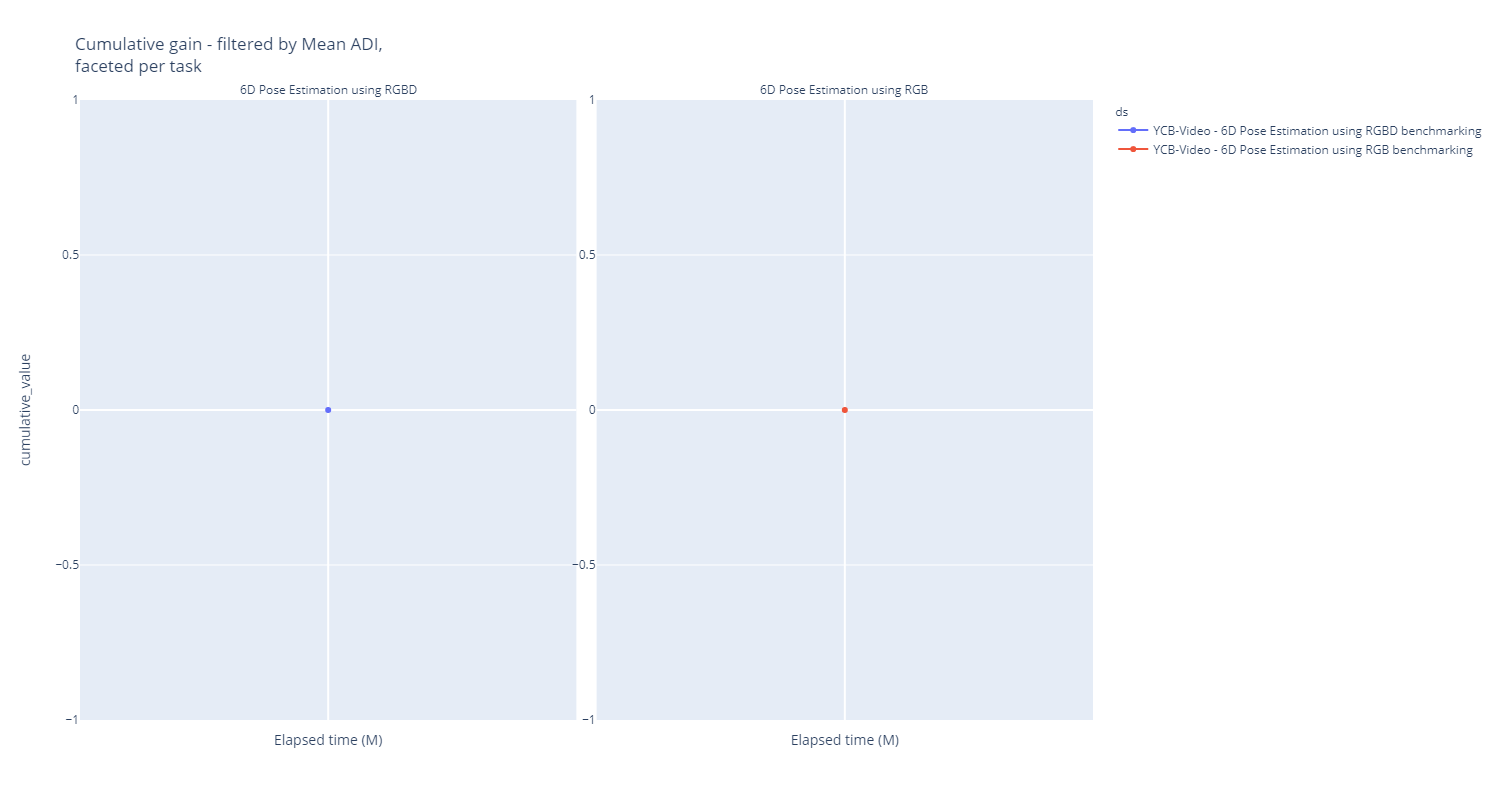 Cumulative gain - filtered by Mean ADI,
faceted per task
6D Pose Estimation using RGBD
6D Pose Estimation using RGB
1
0.5
0
−0.5
−1
1
0.5
0
−0.5
−1
cumulative_value
Elapsed time (M)
Elapsed time (M)
ds
YCB-Video - 6D Pose Estimation using RGBD benchmarking
YCB-Video - 6D Pose Estimation using RGB benchmarking